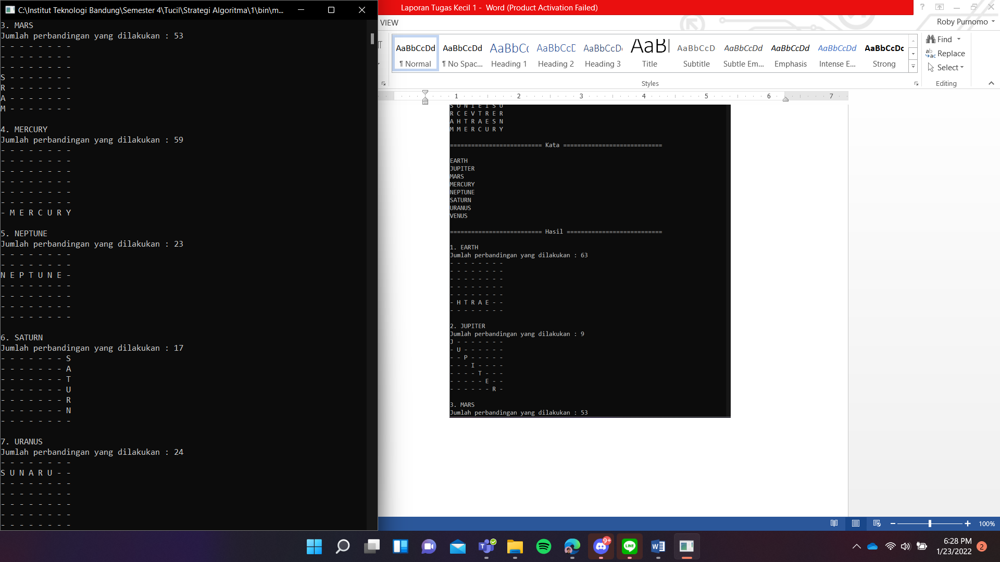 C:\Institut Teknologi Bandung\Semester 4\Tucil\Strategi Algoritma\1\bin\m...
3. MARS
Jumlah perbandingan yang dilakukan : 53
- - - - - - - -
- - - - - - - -
- - - - - - - -
S - - - - - - -
R - - - - - - -
A - - - - - - -
M - - - - - - -
4. MERCURY
Jumlah perbandingan yang dilakukan : 59
- - - - - - - -
- - - - - - - -
- - - - - - - -
- - - - - - - -
- - - - - - - -
- - - - - - - -
- M E R C U R Y
5. NEPTUNE
Jumlah perbandingan yang dilakukan : 23
- - - - - - - -
- - - - - - - -
N E P T U N E -
- - - - - - - -
- - - - - - - -
- - - - - - - -
- - - - - - - -
6. SATURN
Jumlah perbandingan yang dilakukan : 17
- - - - - - - S
- - - - - - - A
- - - - - - - T
- - - - - - - U
- - - - - - - R
- - - - - - - N
- - - - - - - -
7. URANUS
Jumlah perbandingan yang dilakukan : 24
- - - - - - - -
S U N A R U - -
- - - - - - - -
- - - - - - - -
- - - - - - - -
- - - - - - - -
- - - - - - - -
Laporan Tugas Kecil 1 - Word (Product Activation Failed)
VIEW
Roby Purnomo
AaBbCcDd AaBbCcDd AaBbCc AaBbCcD AaBbCcD AaB AaBbCcD AaBbCcDd AaBbCcDd AaBbCcDd AaBbCcDc
¶ Normal ¶ No Spac... Heading 1 Heading 2 Heading 3 Title Subtitle Subtle Em... Emphasis Intense E... Strong
Styles
Find
Replace
Select
Editing
1 2 3 4 5 6 7
S O N I E I S U
R C E V T R E R
A H T R A E S N
M M E R C U R Y
========================== Kata ============================
EARTH
JUPITER
MARS
MERCURY
NEPTUNE
SATURN
URANUS
VENUS
========================== Hasil ===========================
1. EARTH
Jumlah perbandingan yang dilakukan : 63
- - - - - - - -
- - - - - - - -
- - - - - - - -
- - - - - - - -
- - - - - - - -
- H T R A E - -
- - - - - - - -
2. JUPITER
Jumlah perbandingan yang dilakukan : 9
J - - - - - - -
- U - - - - - -
- - P - - - - -
- - - I - - - -
- - - - T - - -
- - - - - E - -
- - - - - - R -
3. MARS
Jumlah perbandingan yang dilakukan : 53
100%
9+
LINE
6:28 PM
1/23/2022
2